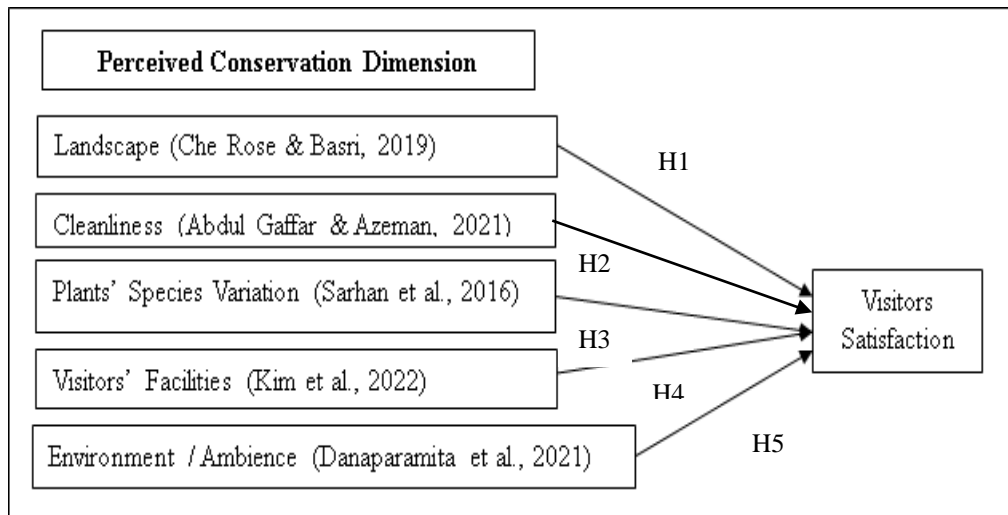 Perceived Conservation Dimension
Landscape (Che Rose & Basri, 2019)
H1
Cleanliness (Abdul Gaffar & Azeman, 2021)
H2
Plants' Species Variation (Sarhan et al., 2016)
Visitors
Satisfaction
H3
Visitors' Facilities (Kim et al., 2022)
H4
Environment / Ambience (Danaparamita et al., 2021)
H5